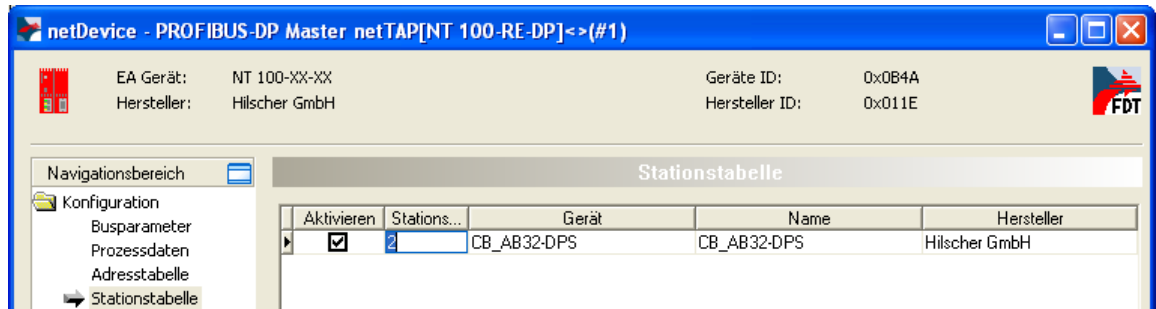 netDevice - PROFIBUS-DP Master netTAP[NT 100-RE-DP]<>(#1)
EA Gerät: NT 100-XX-XX Geräte ID: 0x0B4A
Hersteller: Hilscher GmbH Hersteller ID: 0x011E
FDT
Navigationsbereich
Stationstabelle
Konfiguration
Busparameter
Prozessdaten
Adresstabelle
Stationstabelle
Aktivieren Stations... Gerät Name Hersteller
2 CB_AB32-DPS CB_AB32-DPS Hilscher GmbH